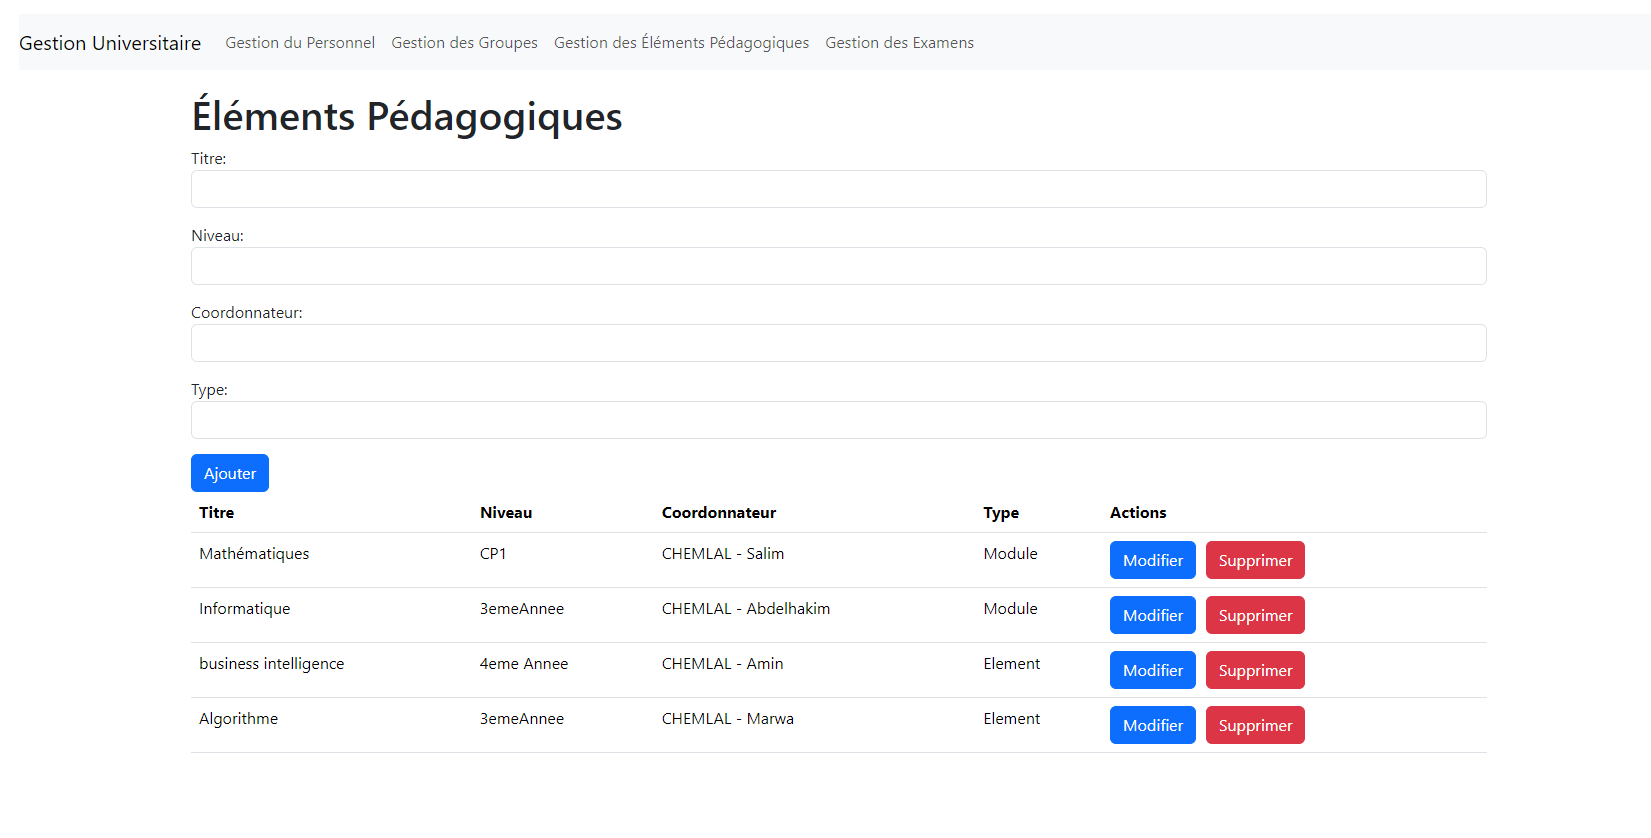 Gestion Universitaire Gestion du Personnel Gestion des Groupes Gestion des Éléments Pédagogiques Gestion des Examens
Éléments Pédagogiques
Titre:
Niveau:
Coordonnateur:
Type:
Ajouter
Titre Niveau Coordonnateur Type Actions
Mathématiques CP1 CHEMLAL - Salim Module Modifier Supprimer
Informatique 3emeAnnee CHEMLAL - Abdelhakim Module Modifier Supprimer
business intelligence 4eme Annee CHEMLAL - Amin Element Modifier Supprimer
Algorithme 3emeAnnee CHEMLAL - Marwa Element Modifier Supprimer